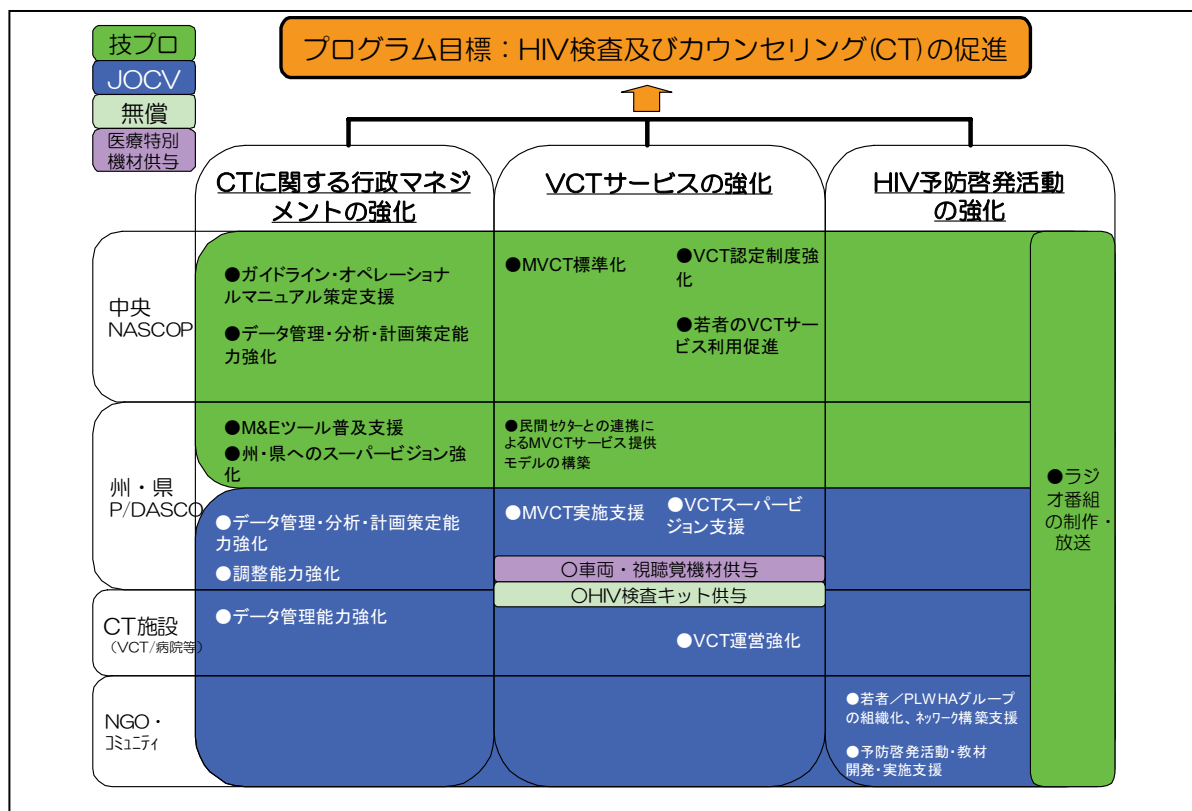 技プロ
JOCV
無償
医療特別
機材供与
プログラム目標：HIV検査及びカウンセリング(CT)の促進
CTに関する行政マネジ
メントの強化
VCTサービスの強化
HIV予防啓発活動
の強化
中央
NASCOP
●ガイドライン・オペレーショナ
ルマニュアル策定支援
●データ管理・分析・計画策定能
力強化
●MVCT標準化
●VCT認定制度強
化
●若者のVCTサー
ビス利用促進
州・県
P/DASCO
●M&Eツール普及支援
●州・県へのスーパービジョン強
化
●民間セクターとの連携に
よるMVCTサービス提供
モデルの構築
●データ管理・分析・計画策定能
力強化
●調整能力強化
●MVCT実施支援
●VCTスーパービ
ジョン支援
○車両・視聴覚機材供与
○HIV検査キット供与
CT施設
（VCT/病院等）
●データ管理能力強化
●VCT運営強化
NGO・
コミュニティ
●若者／PLWHAグループ
の組織化、ネットワーク構築支援
●予防啓発活動・教材
開発・実施支援
●ラジ
オ番組
の制作・
放送